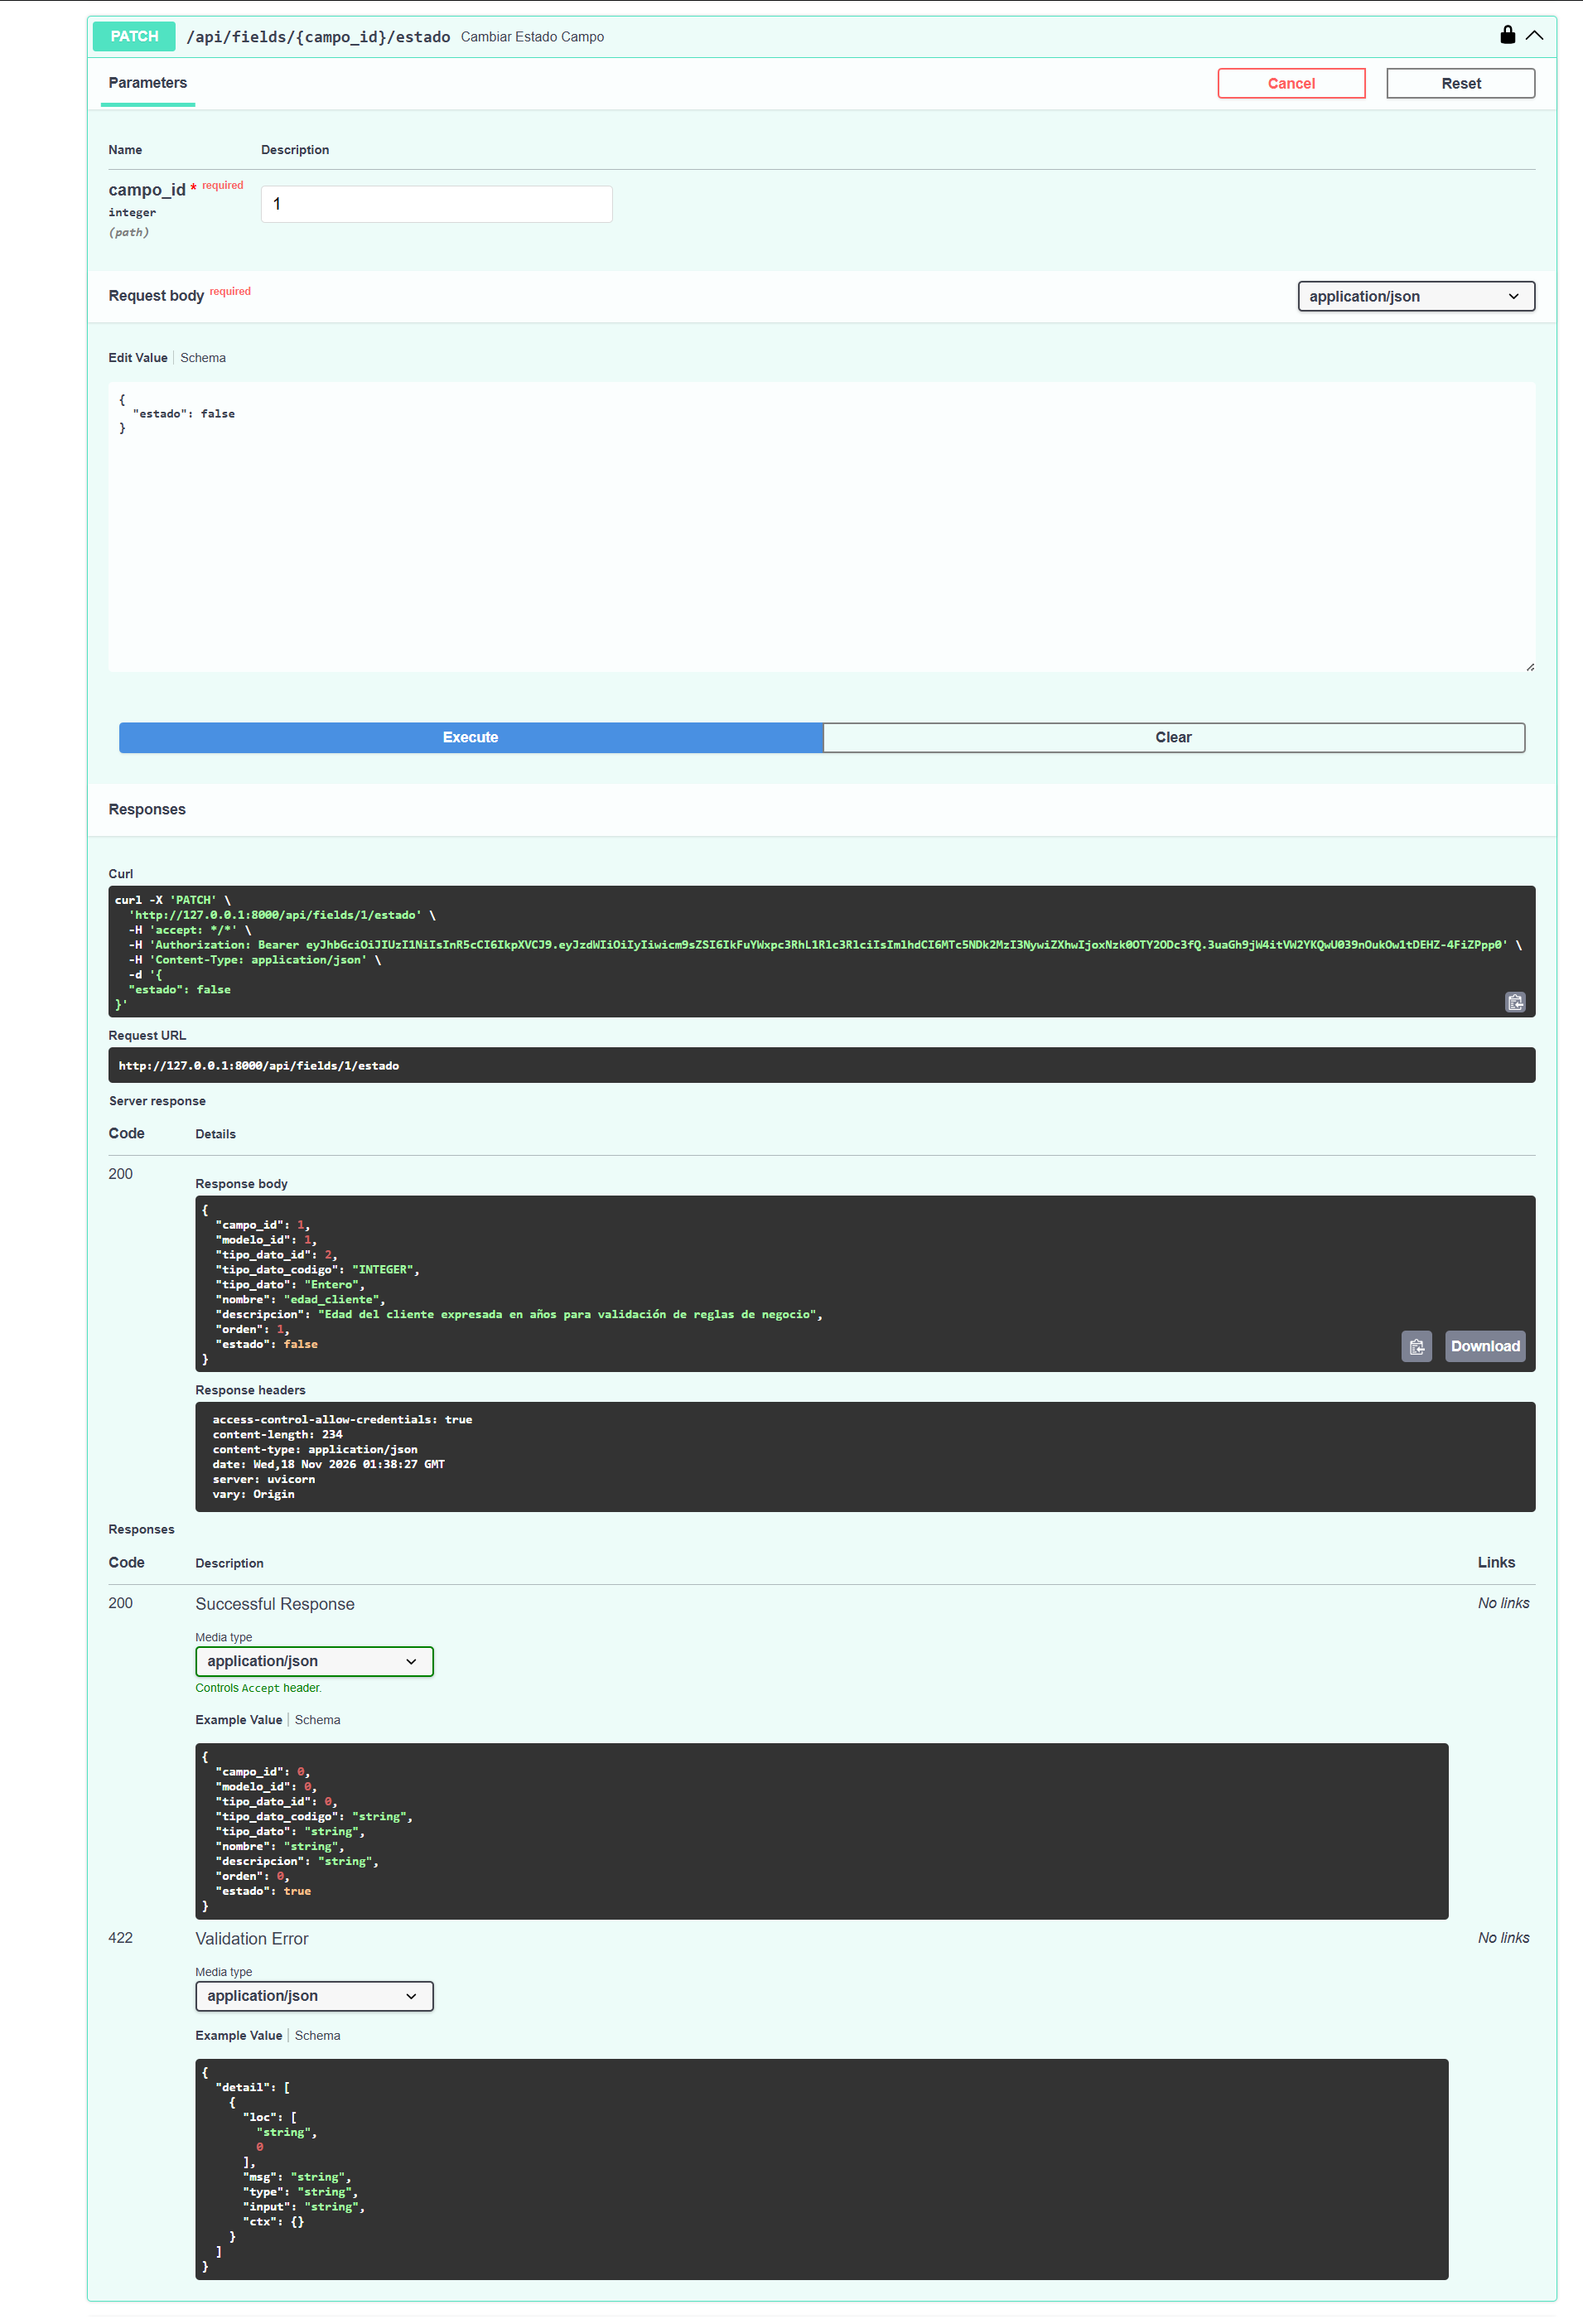 PATCH /api/fields/{campo_id}/estado Cambiar Estado Campo
Parameters Cancel Reset
Name Description
campo_id * required 1
integer
(path)
Request body required application/json
Edit Value Schema
{
"estado": false
}
Execute Clear
Responses
Curl
curl -X 'PATCH' \
'http://127.0.0.1:8000/api/fields/1/estado' \
-H 'accept: */*' \
-H 'Authorization: Bearer eyJhbGciOiJIUzI1NiIsInR5cCI6IkpXVCJ9.eyJzdWIiOiIyIiwicm9sZSI6IkFuYWxpc3RhL1R1c3RlciIsImlhdCI6MTc5NDk2MzI3NywiZXhwIjoxNzk0OTY2ODc3fQ.3uaGh9jW4itVW2YKQwU039nOukOw1tDEHZ-4FiZPpp0' \
-H 'Content-Type: application/json' \
-d '{
"estado": false
}'
Request URL
http://127.0.0.1:8000/api/fields/1/estado
Server response
Code Details
200
Response body
{
"campo_id": 1,
"modelo_id": 1,
"tipo_dato_id": 2,
"tipo_dato_codigo": "INTEGER",
"tipo_dato": "Entero",
"nombre": "edad_cliente",
"descripcion": "Edad del cliente expresada en años para validación de reglas de negocio",
"orden": 1,
"estado": false
}
Download
Response headers
access-control-allow-credentials: true
content-length: 234
content-type: application/json
date: Wed,18 Nov 2026 01:38:27 GMT
server: uvicorn
vary: Origin
Responses
Code Description Links
200 Successful Response No links
Media type
application/json
Controls Accept header.
Example Value Schema
{
"campo_id": 0,
"modelo_id": 0,
"tipo_dato_id": 0,
"tipo_dato_codigo": "string",
"tipo_dato": "string",
"nombre": "string",
"descripcion": "string",
"orden": 0,
"estado": true
}
422 Validation Error No links
Media type
application/json
Example Value Schema
{
"detail": [
{
"loc": [
"string",
0
],
"msg": "string",
"type": "string",
"input": "string",
"ctx": {}
}
]
}